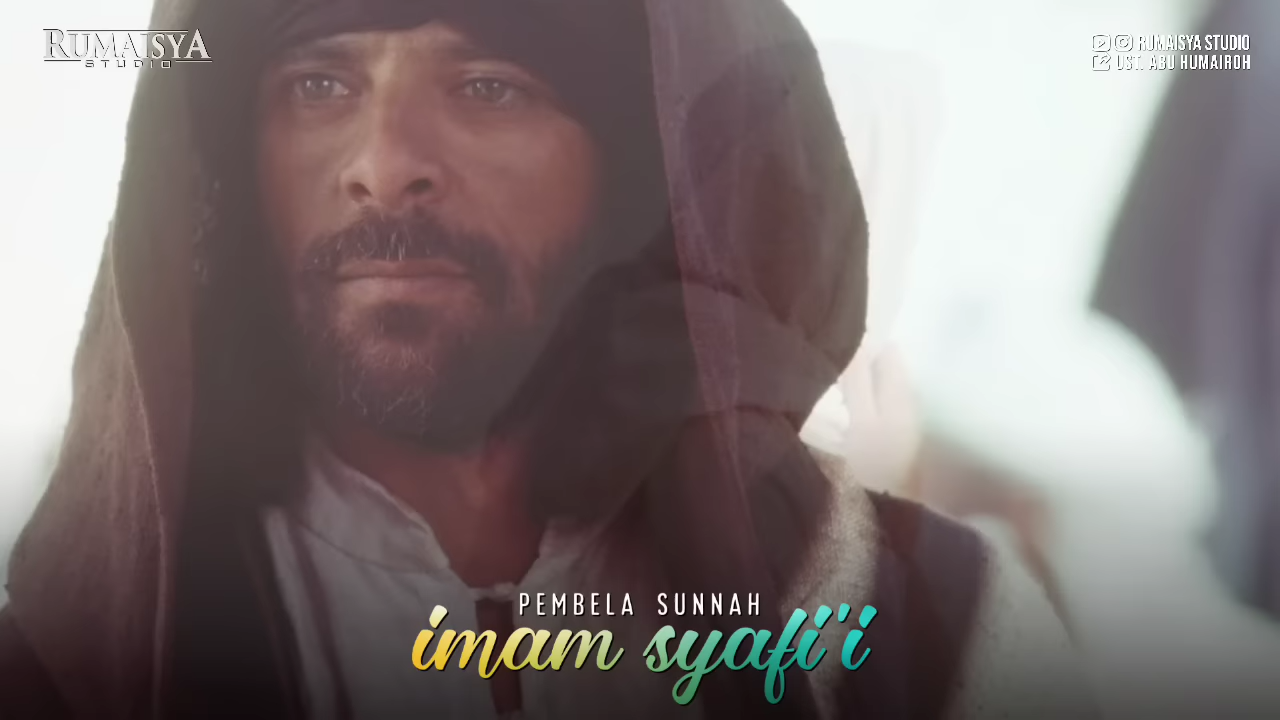 RUMAISYA
STUDIO
RUMAISYA STUDIO
UST. ABU HUMAIROH
PEMBELA SUNNAH
imam syafi'i